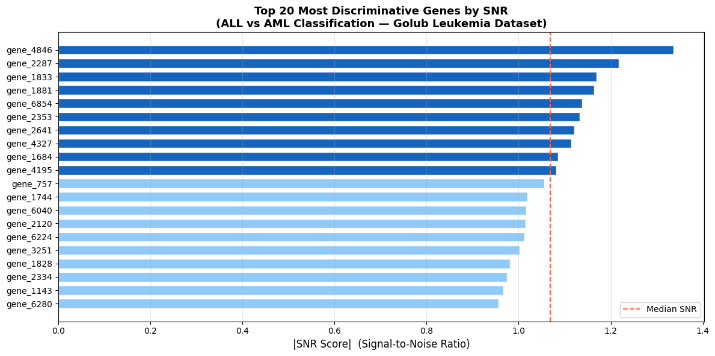 Top 20 Most Discriminative Genes by SNR
(ALL vs AML Classification — Golub Leukemia Dataset)
gene_4846
gene_2287
gene_1833
gene_1881
gene_6854
gene_2353
gene_2641
gene_4327
gene_1684
gene_4195
gene_757
gene_1744
gene_6040
gene_2120
gene_6224
gene_3251
gene_1828
gene_2334
gene_1143
gene_6280
Median SNR
0.0 0.2 0.4 0.6 0.8 1.0 1.2 1.4
|SNR Score| (Signal-to-Noise Ratio)